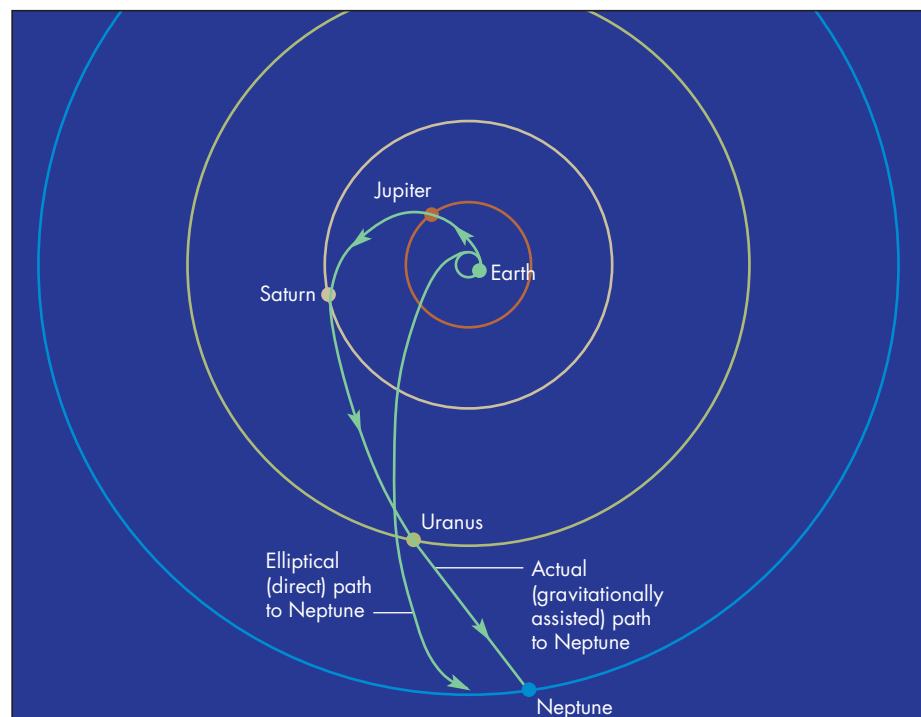 Jupiter
Earth
Saturn
Uranus
Elliptical
(direct) path
to Neptune
Actual
(gravitationally
assisted) path
to Neptune
Neptune